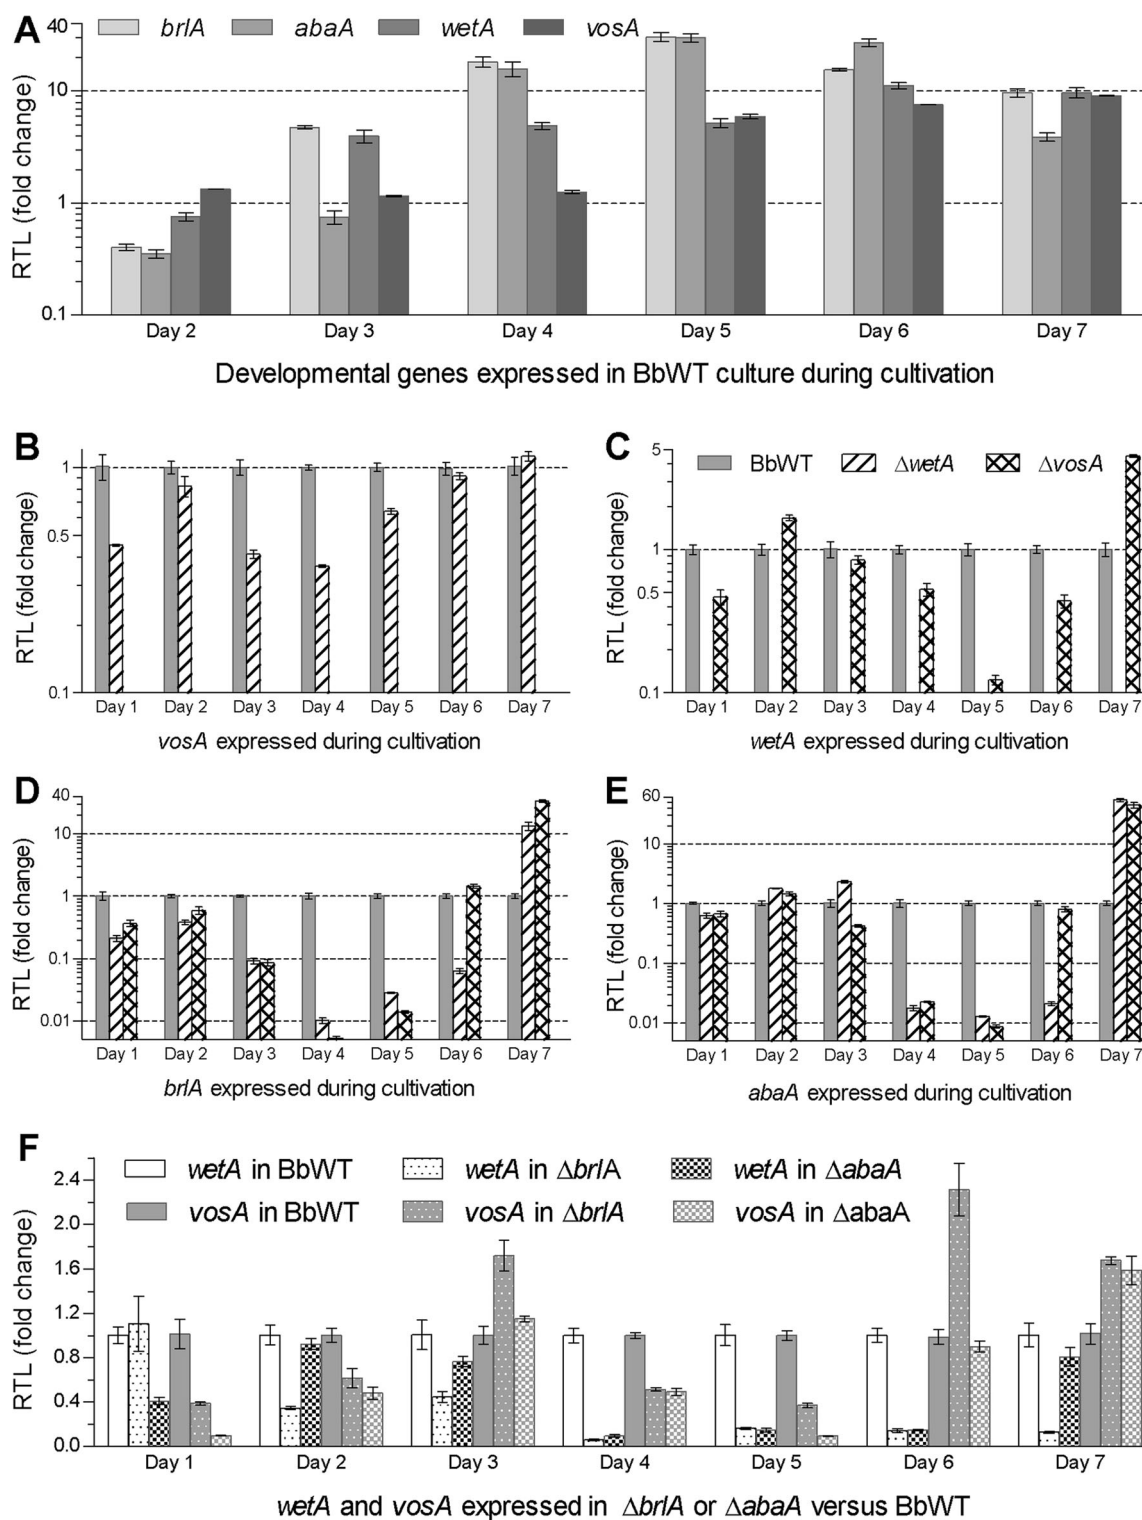 A
brlA abaA wetA vosA
RTL (fold change)
40
10
1
0.1
Day 2 Day 3 Day 4 Day 5 Day 6 Day 7
Developmental genes expressed in BbWT culture during cultivation
B
RTL (fold change)
1
0.5
0.1
Day 1 Day 2 Day 3 Day 4 Day 5 Day 6 Day 7
vosA expressed during cultivation
C
BbWT ΔwetA ΔvosA
RTL (fold change)
5
1
0.5
0.1
Day 1 Day 2 Day 3 Day 4 Day 5 Day 6 Day 7
wetA expressed during cultivation
D
RTL (fold change)
40
10
1
0.1
0.01
Day 1 Day 2 Day 3 Day 4 Day 5 Day 6 Day 7
brlA expressed during cultivation
E
RTL (fold change)
60
10
1
0.1
0.01
Day 1 Day 2 Day 3 Day 4 Day 5 Day 6 Day 7
abaA expressed during cultivation
F
wetA in BbWT wetA in ΔbrlA wetA in ΔabaA
vosA in BbWT vosA in ΔbrlA vosA in ΔabaA
RTL (fold change)
2.4
2.0
1.6
1.2
0.8
0.4
0.0
Day 1 Day 2 Day 3 Day 4 Day 5 Day 6 Day 7
wetA and vosA expressed in ΔbrlA or ΔabaA versus BbWT